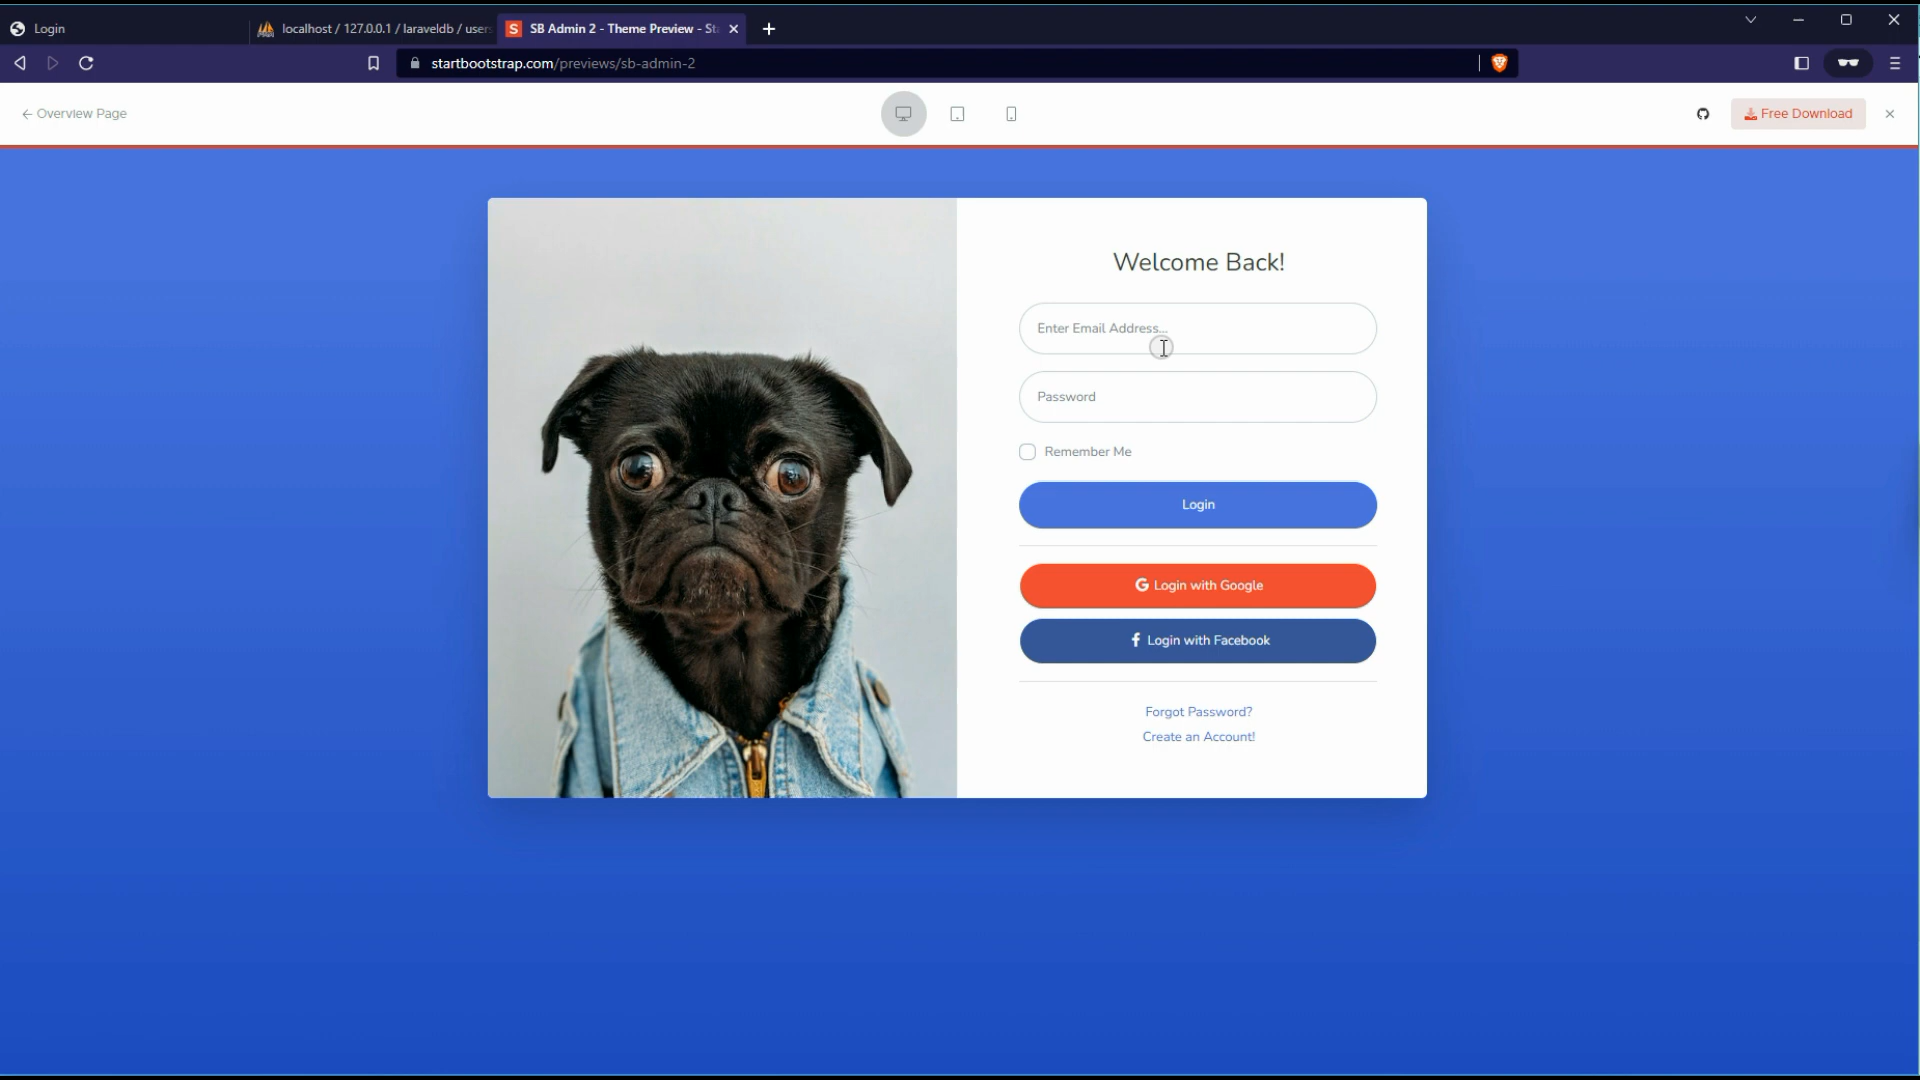 Login
localhost / 127.0.0.1 / laraveldb / users
SB Admin 2 - Theme Preview - Sta
startbootstrap.com/previews/sb-admin-2
Overview Page
Free Download
Welcome Back!
Enter Email Address...
Password
Remember Me
Login
G Login with Google
f Login with Facebook
Forgot Password?
Create an Account!